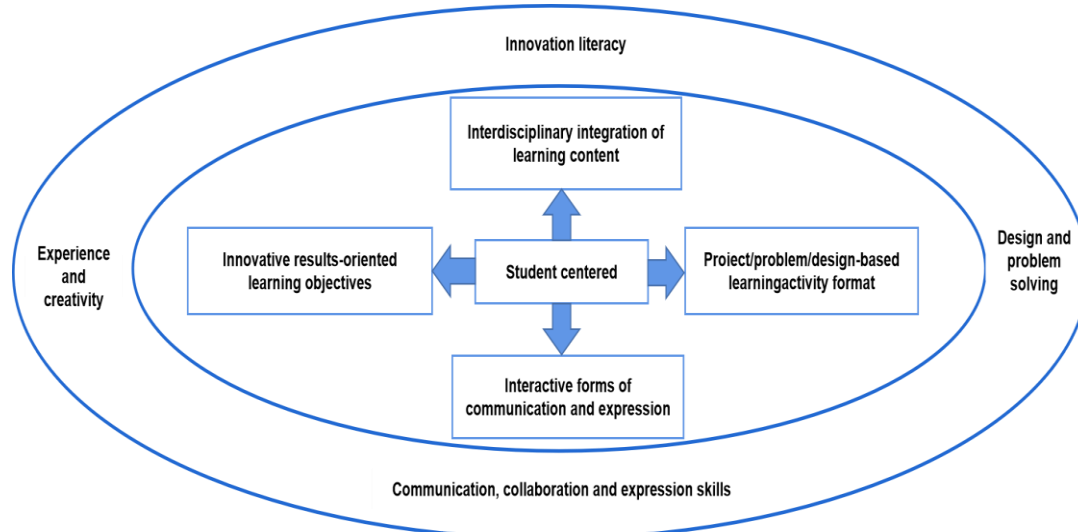 Innovation literacy
Interdisciplinary integration of
learning content
Experience
and
creativity
Innovative results-oriented
learning objectives
Student centered
Proiect/problem/design-based
learningactivity format
Design and
problem
solving
Interactive forms of
communication and expression
Communication, collaboration and expression skills